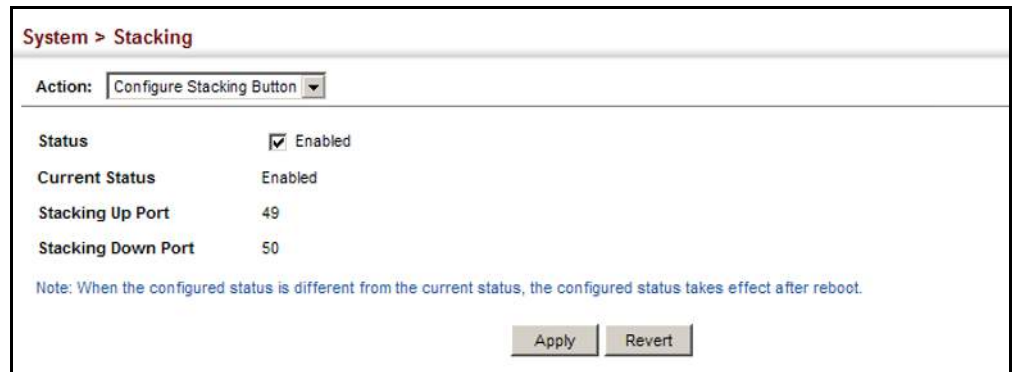 System > Stacking
Action: Configure Stacking Button
Status Enabled
Current Status Enabled
Stacking Up Port 49
Stacking Down Port 50
Note: When the configured status is different from the current status, the configured status takes effect after reboot.
Apply Revert